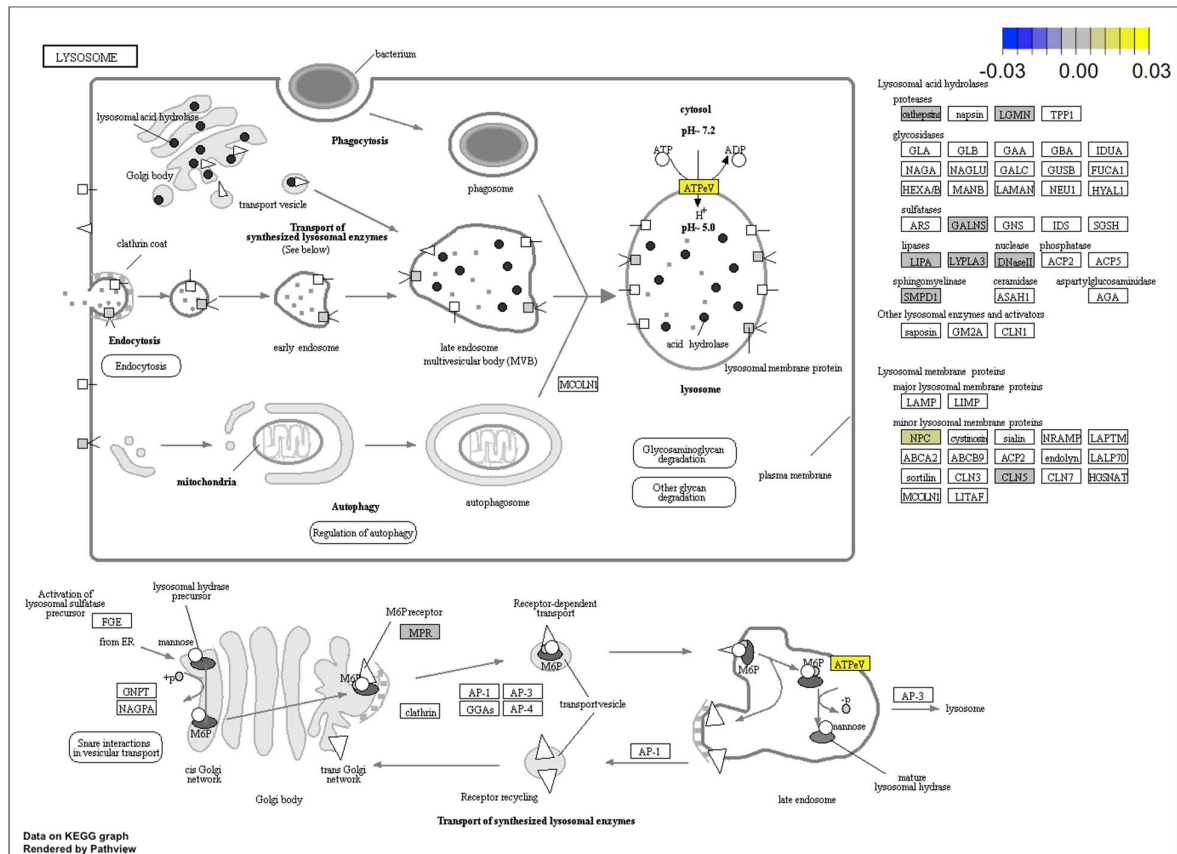 LYSOSOME
bacterium
-0.03 0.00 0.03
lysosomal acid hydrolase
Golbi body
transport vesicle
Phagocytosis
phagosome
cytosol
pH~ 7.2
ATP ADP
ATPeV
H+
pH~ 5.0
Transport of
synthesized lysosomal enzymes
(See below)
clathrin coat
Endocytosis
Endocytosis
early endosome
late endosome
multivesicular body (MVB)
MCOLN1
acid hydrolase
lysosomal membrane protein
lysosome
mitochondria
Autophagy
Regulation of autophagy
autophagosome
Glycosaminoglycan
degradation
Other glycan
degradation
plasma membrane
Lysosomal acid hydrolases
proteases
cathepsins napsin LGMN TPP1
glycosidases
GLA GLB GAA GBA IDUA
NAGA NAGLU GALC GUSB FUCA1
HEXA/B MANB LAMAN NEU1 HYAL1
sulfatases
ARS GALNS GNS IDS SGSH
lipases nuclease phosphatase
LIPA LYPLA3 DNaseII ACP2 ACP5
sphingomyelinase ceramidase aspartylglucosaminidase
SMPD1 ASAH1 AGA
Other lysosomal enzymes and activators
saposin GM2A CLN1
Lysosomal membrane proteins
major lysosomal membrane proteins
LAMP LIMP
minor lysosomal membrane proteins
NPC cystinosin sialin NRAMP LAPTM
ABCA2 ABCB9 ACP2 endolyn LALP70
sortilin CLN3 CLN5 CLN7 HGSNAT
MCOLN1 LITAF
Activation of
lysosomal sulfatase
precursor
FGE
lysosomal hydrase
precursor
from ER
mannose
+p
GNPT
NAGPA
M6P
Snare interactions
in vesicular transport
cis Golgi
network
Golgi body
trans Golgi
network
M6P receptor
MPR
M6P
clathrin
AP-1 AP-3
GGAs AP-4
Receptor-dependent
transport
M6P
transport vesicle
Receptor recycling
AP-1
M6P
M6P
ATPeV
-p
mannose
AP-3
lysosome
mature
lysosomal hydrase
late endosome
Transport of synthesized lysosomal enzymes
Data on KEGG graph
Rendered by Pathview